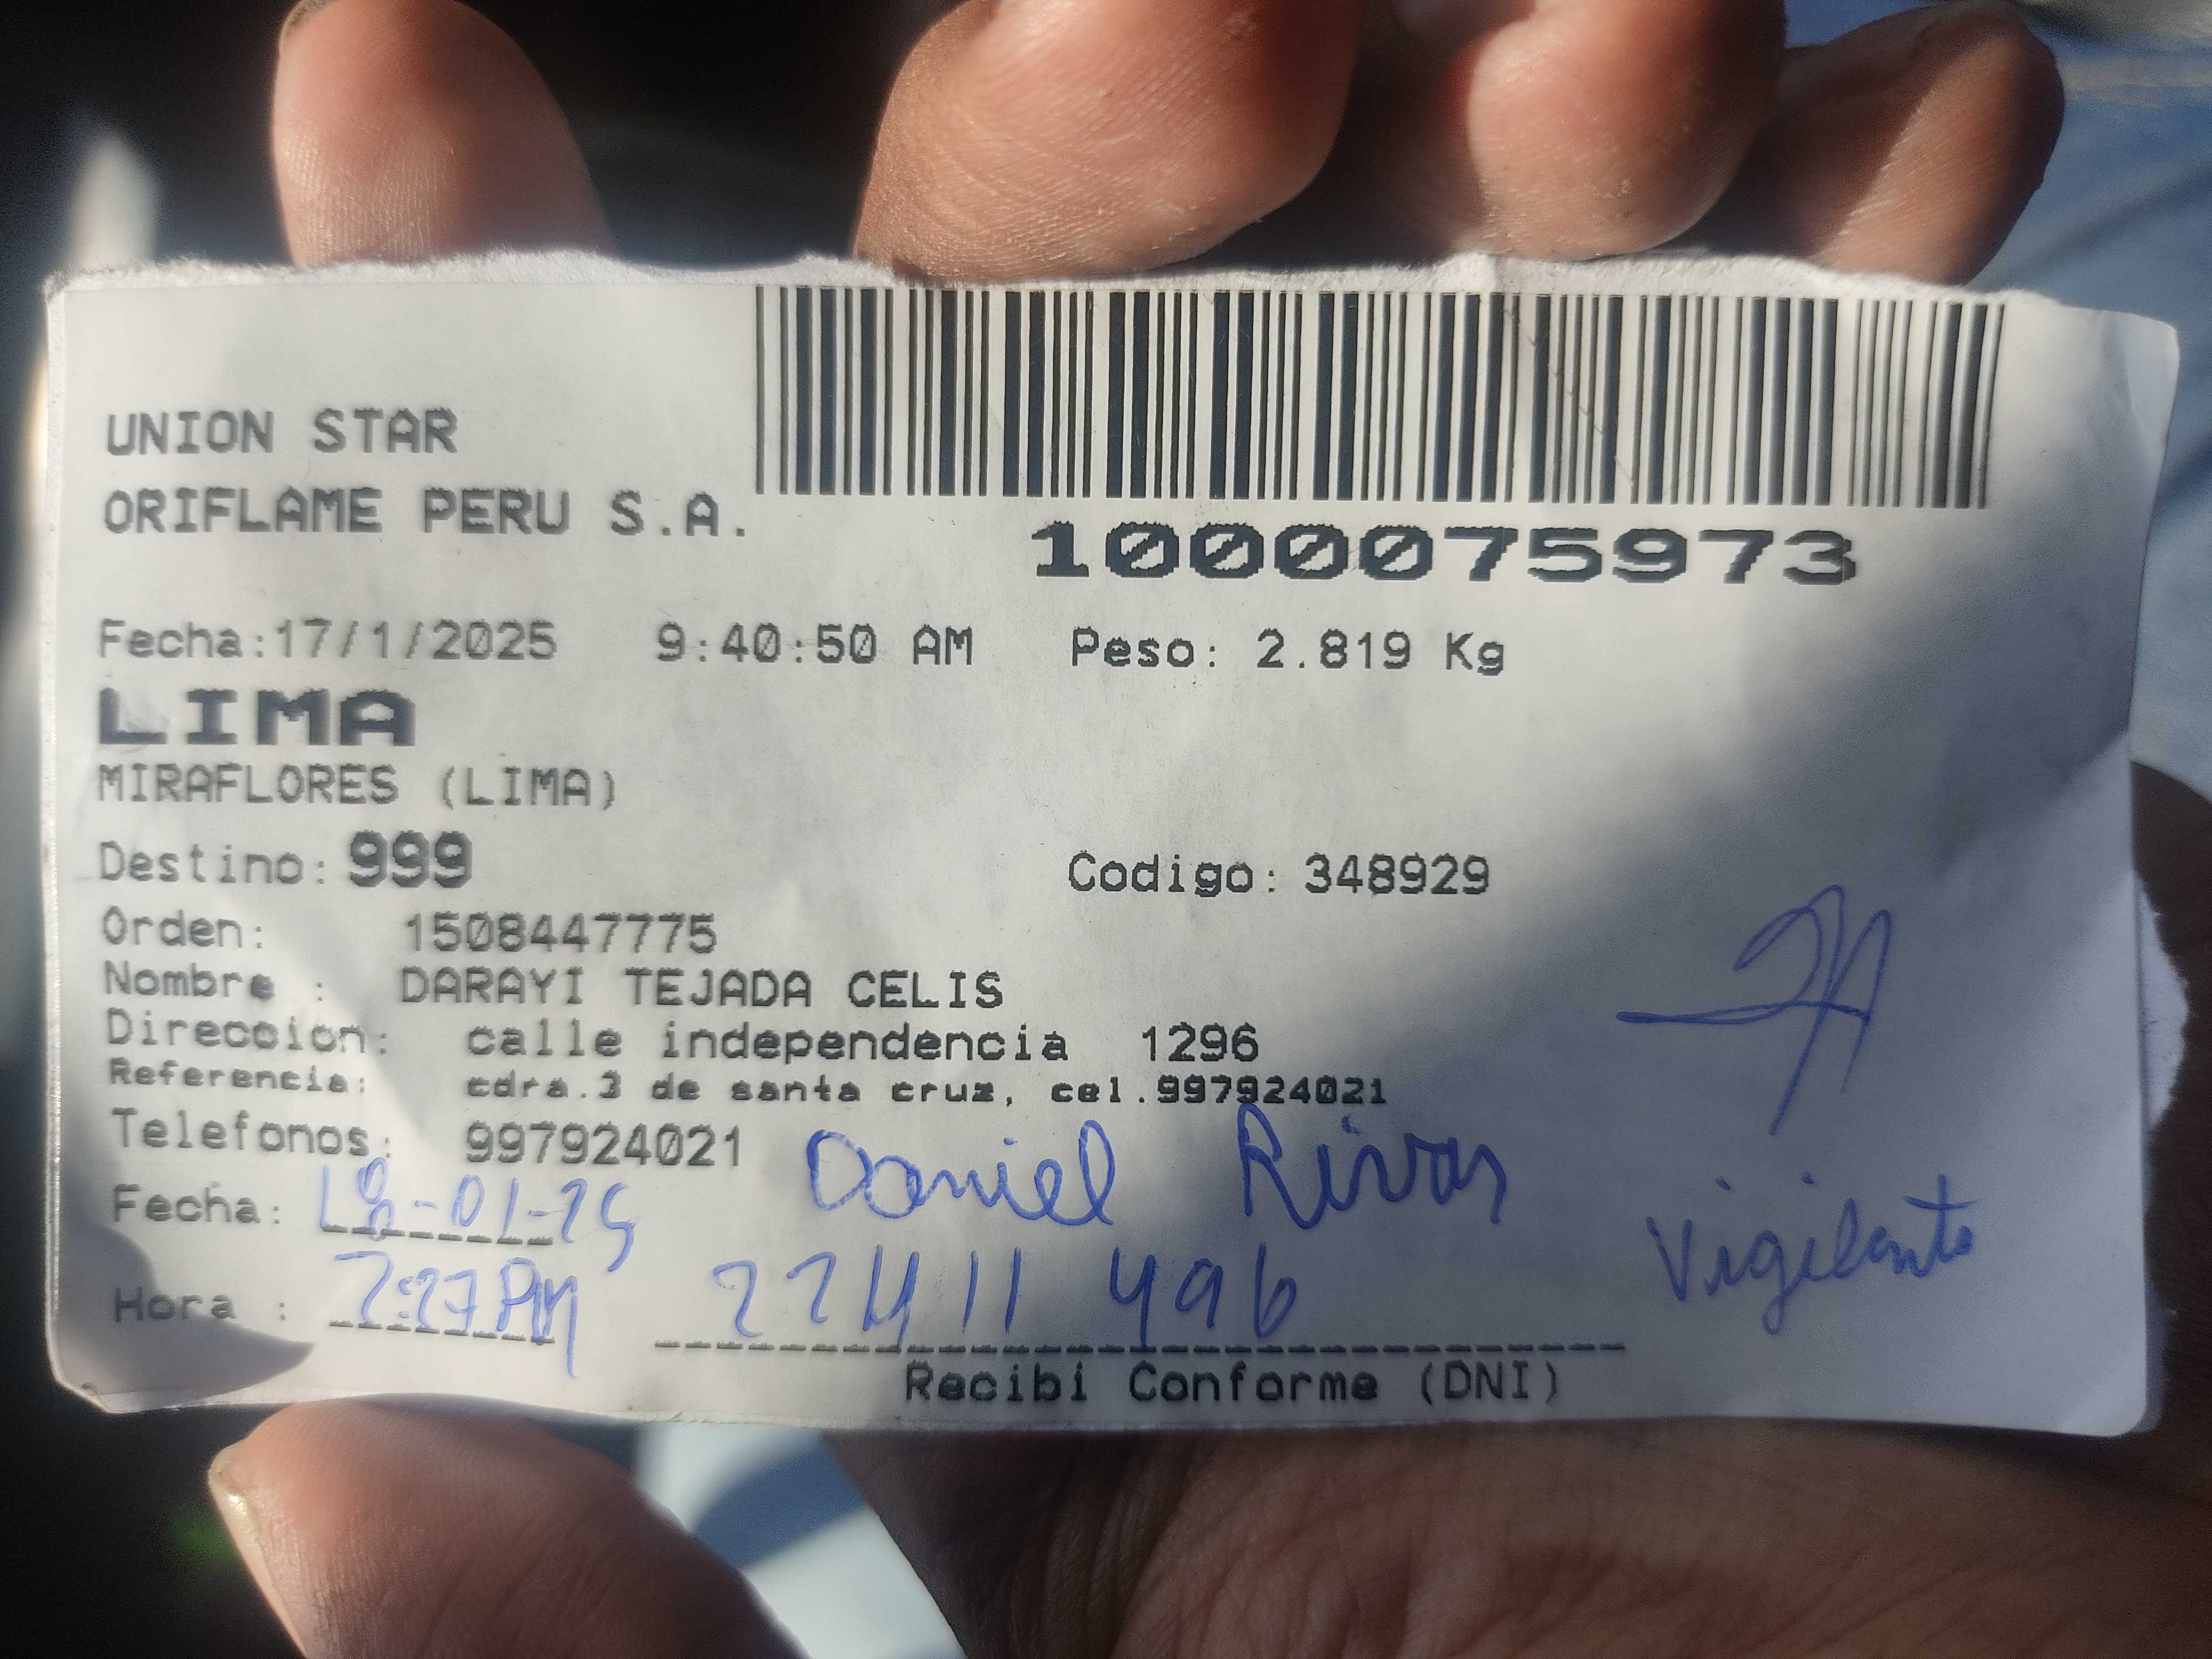 UNION STAR
ORIFLAME PERU S.A.
1000075973
Fecha:17/1/2025 9:40:50 AM Peso: 2.819 Kg
LIMA
MIRAFLORES (LIMA)
Destino: 999 Codigo: 348929
Orden: 1508447775
Nombre : DARAYI TEJADA CELIS
Direccion: calle independencia 1296
Referencia: cdra.3 de santa cruz, cel.997924021
Telefonos: 997924021 Daniel Rivas
Fecha: 18-01-25 Vigilante
Hora : 2:27 PM
Recibi Conforme (DNI)